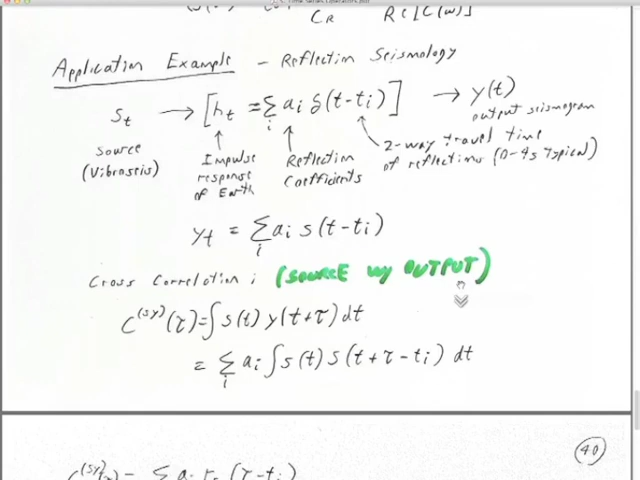 C_R Re[C(ω)]
Application Example - Reflection Seismology
S_t → [h_t = Σ_i a_i δ(t-t_i)] → y(t)
output seismogram
Source
(Vibroseis)
Impulse
response
of Earth
Reflection
Coefficients
2-way travel time
of reflections (0-4s typical)
y_t = Σ_i a_i s(t-t_i)
Cross Correlation ; (SOURCE w/ OUTPUT)
C^(sy)(τ) = ∫ s(t) y(t+τ) dt
= Σ_i a_i ∫ s(t) s(t+τ-t_i) dt
40